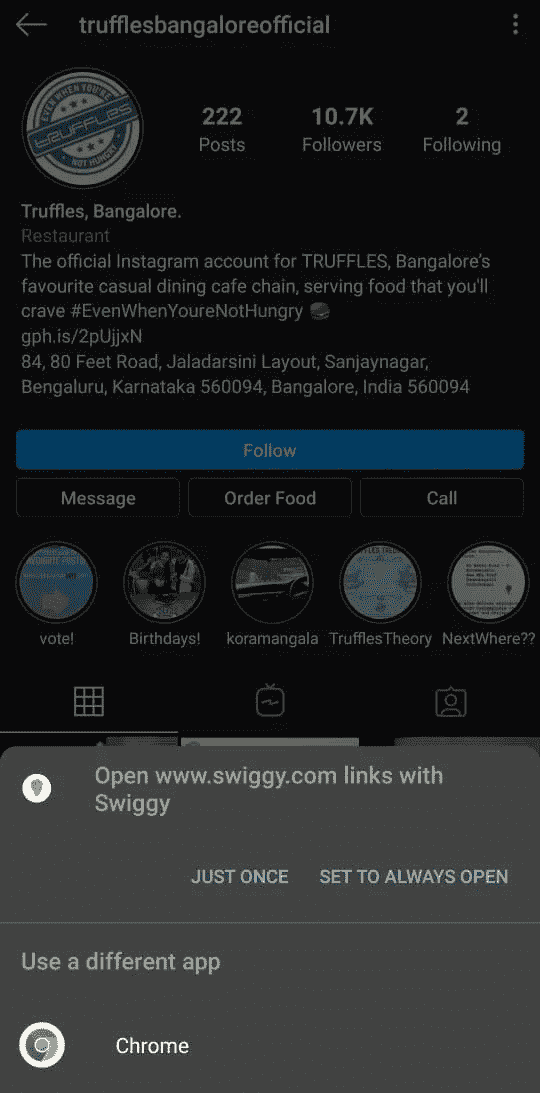 trufflesbangaloreofficial
EVEN WHEN YOU'RE
TRUFFLES
NOT HUNGRY
222
10.7K
2
Posts
Followers
Following
Truffles, Bangalore.
Restaurant
The official Instagram account for TRUFFLES, Bangalore's
favourite casual dining cafe chain, serving food that you'll
crave #EvenWhenYoureNotHungry 🍔
gph.is/2pUjjxN
84, 80 Feet Road, Jaladarsini Layout, Sanjaynagar,
Bengaluru, Karnataka 560094, Bangalore, India 560094
Follow
Message
Order Food
Call
vote!
Birthdays!
koramangala
TrufflesTheory
NextWhere??
Open www.swiggy.com links with
Swiggy
JUST ONCE
SET TO ALWAYS OPEN
Use a different app
Chrome